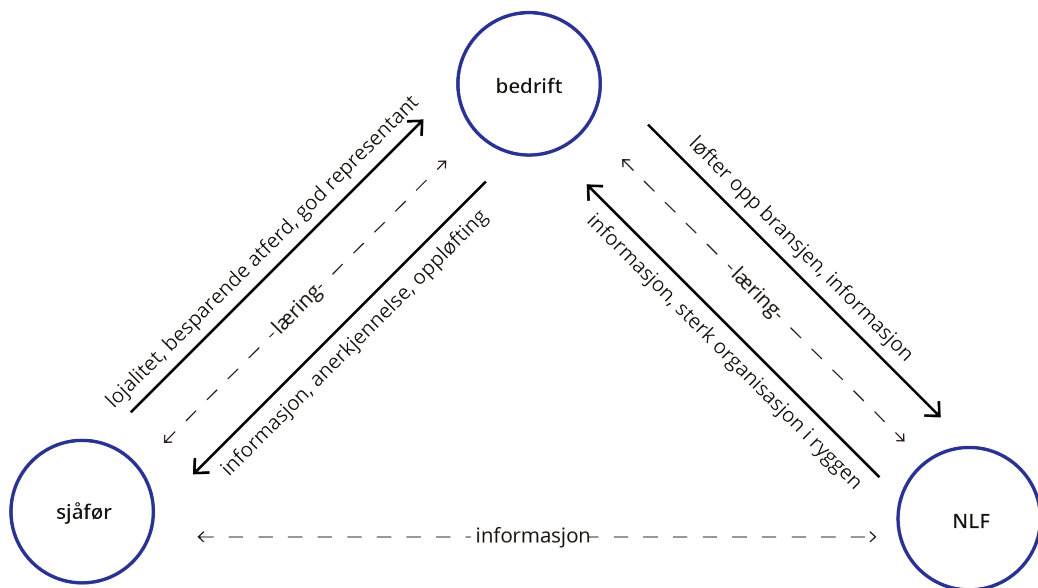 bedrift
lojalitet, besparende atferd, god representant
læring
informasjon, anerkjennelse, oppløfting
løfter opp bransjen, informasjon
læring
informasjon, sterk organisasjon i ryggen
sjåfør
informasjon
NLF